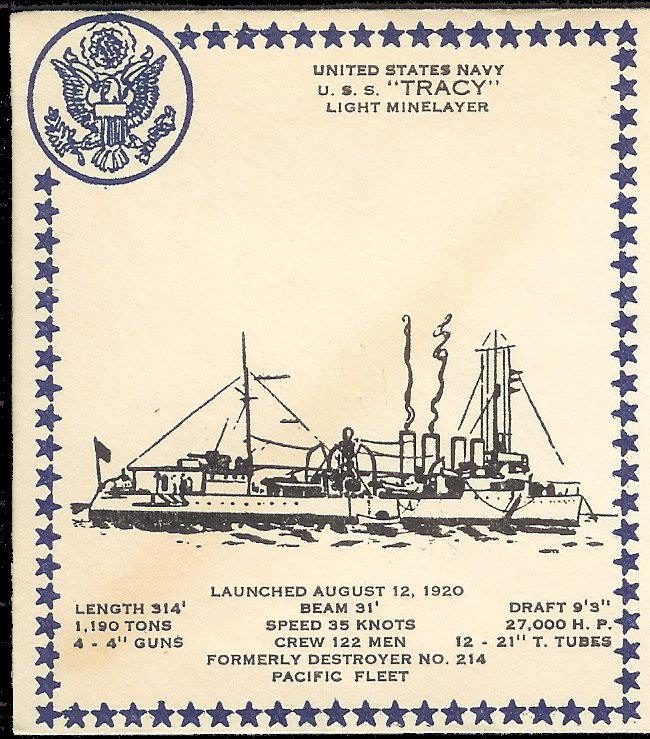 UNITED STATES NAVY
U. S. S. "TRACY"
LIGHT MINELAYER
LAUNCHED AUGUST 12, 1920
LENGTH 314' BEAM 31' DRAFT 9'3"
1,190 TONS SPEED 35 KNOTS 27,000 H. P.
4 - 4" GUNS CREW 122 MEN 12 - 21" T. TUBES
FORMERLY DESTROYER NO. 214
PACIFIC FLEET